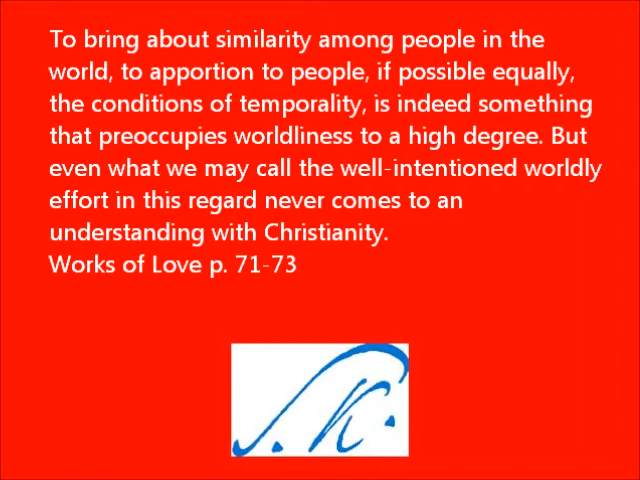 To bring about similarity among people in the
world, to apportion to people, if possible equally,
the conditions of temporality, is indeed something
that preoccupies worldliness to a high degree. But
even what we may call the well-intentioned worldly
effort in this regard never comes to an
understanding with Christianity.
Works of Love p. 71-73
S. K.